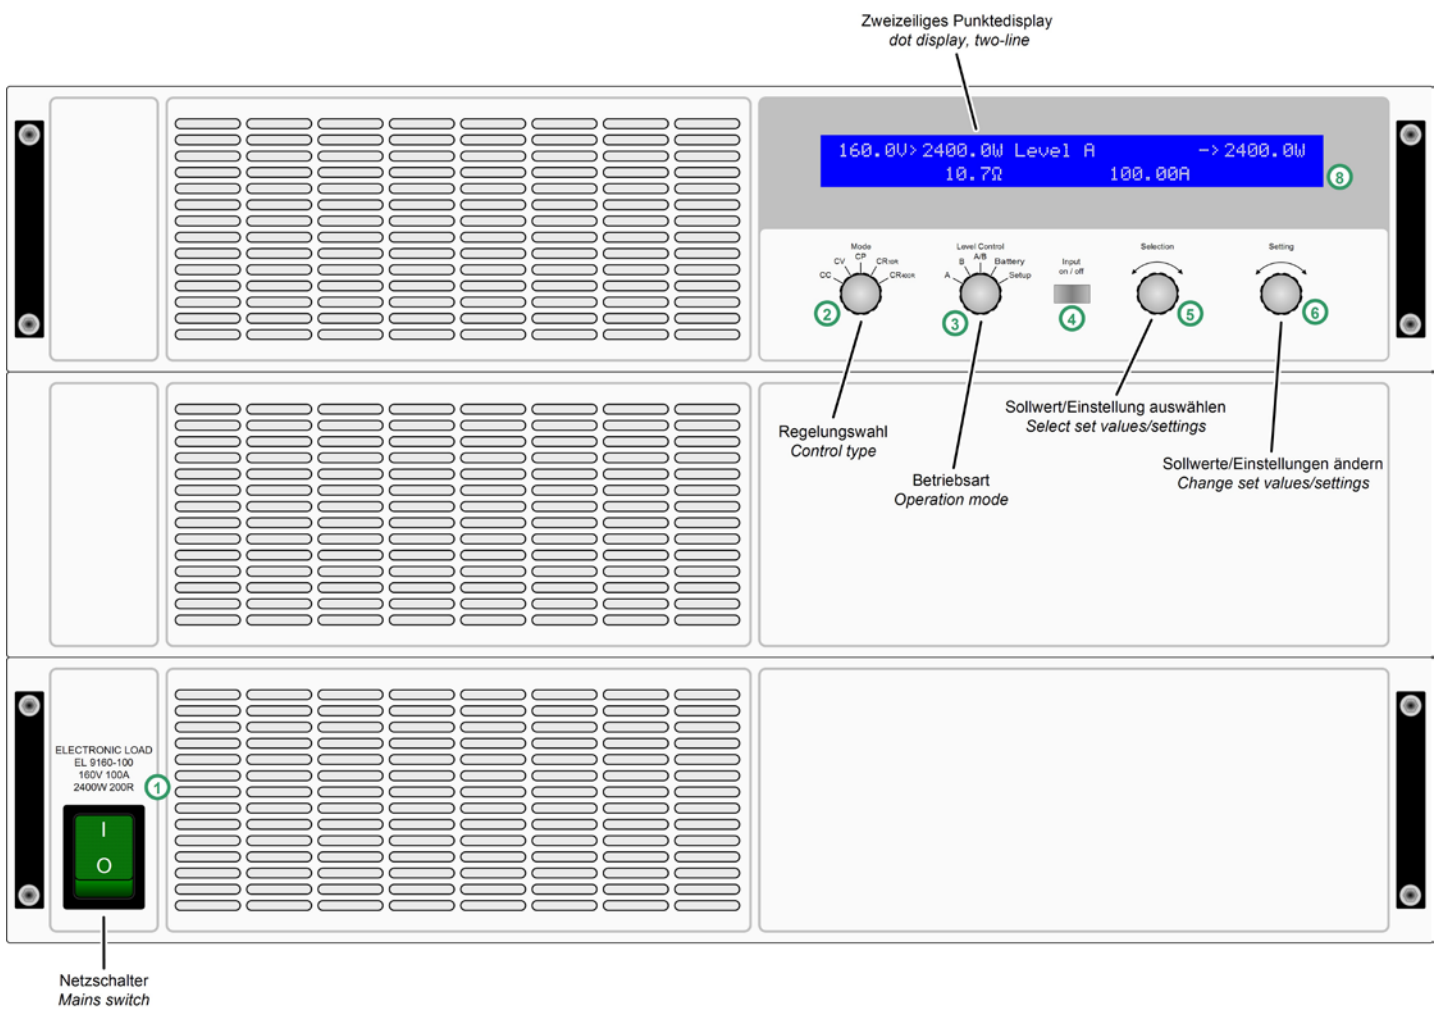 Zweizeiliges Punktedisplay
dot display, two-line
160.0V>2400.0W Level A ->2400.0W
10.7Ω 100.00A
8
Mode
CC CV CP CR10R CR400R
2
Level Control
A B A/B Battery Setup
3
Input
on / off
4
Selection
5
Setting
6
Regelungswahl
Control type
Betriebsart
Operation mode
Sollwert/Einstellung auswählen
Select set values/settings
Sollwerte/Einstellungen ändern
Change set values/settings
ELECTRONIC LOAD
EL 9160-100
160V 100A
2400W 200R
1
I
O
Netzschalter
Mains switch